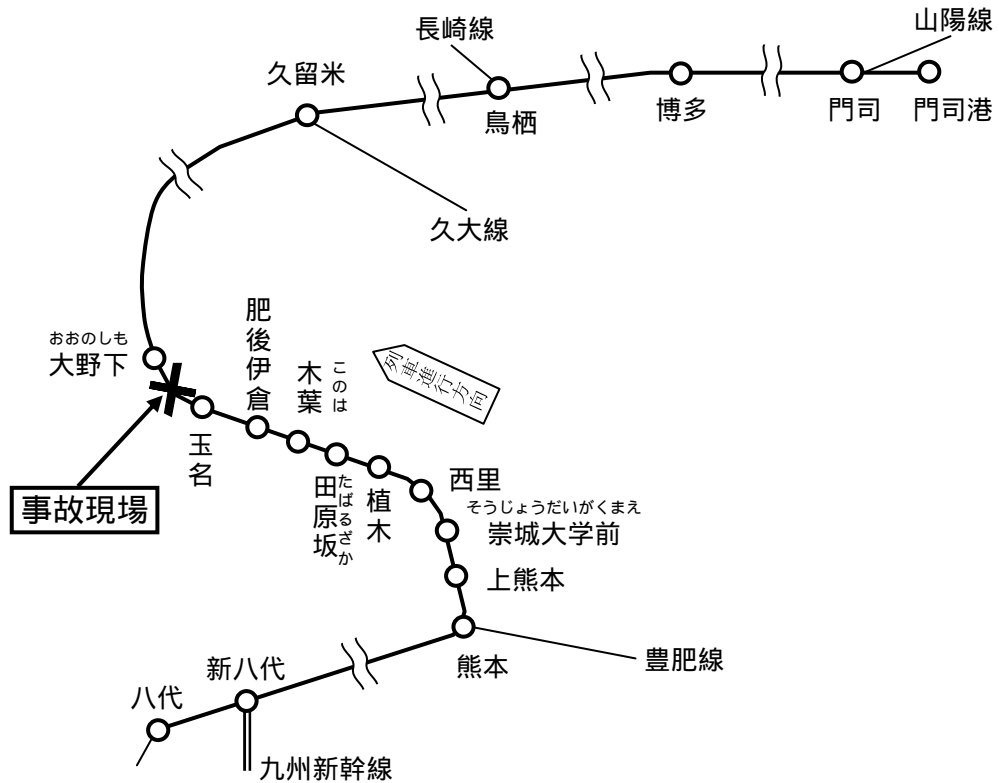 山陽線
長崎線
久留米
鳥栖
博多
門司
門司港
久大線
おおのしも
大野下
肥後伊倉
木葉
このは
列車進行方向
玉名
田原坂
たばるざか
植木
西里
そうじょうだいがくまえ
崇城大学前
事故現場
上熊本
熊本
豊肥線
新八代
八代
九州新幹線